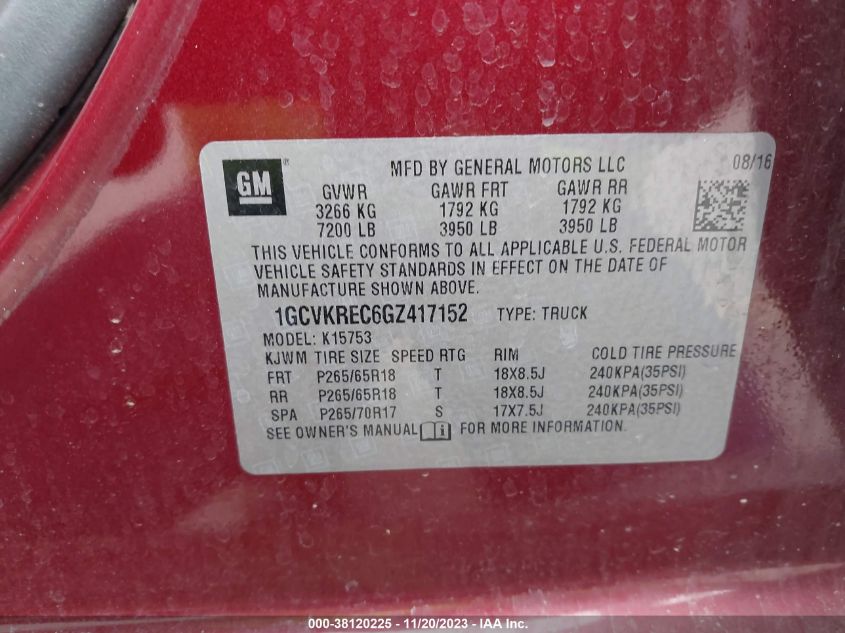 GM ®
MFD BY GENERAL MOTORS LLC 08/16
GVWR GAWR FRT GAWR RR
3266 KG 1792 KG 1792 KG
7200 LB 3950 LB 3950 LB
THIS VEHICLE CONFORMS TO ALL APPLICABLE U.S. FEDERAL MOTOR
VEHICLE SAFETY STANDARDS IN EFFECT ON THE DATE OF
MANUFACTURE SHOWN ABOVE.
1GCVKREC6GZ417152 TYPE: TRUCK
MODEL: K15753
KJWM TIRE SIZE SPEED RTG RIM COLD TIRE PRESSURE
FRT P265/65R18 T 18X8.5J 240KPA(35PSI)
RR P265/65R18 T 18X8.5J 240KPA(35PSI)
SPA P265/70R17 S 17X7.5J 240KPA(35PSI)
SEE OWNER'S MANUAL i FOR MORE INFORMATION.
000-38120225 - 11/20/2023 - IAA Inc.